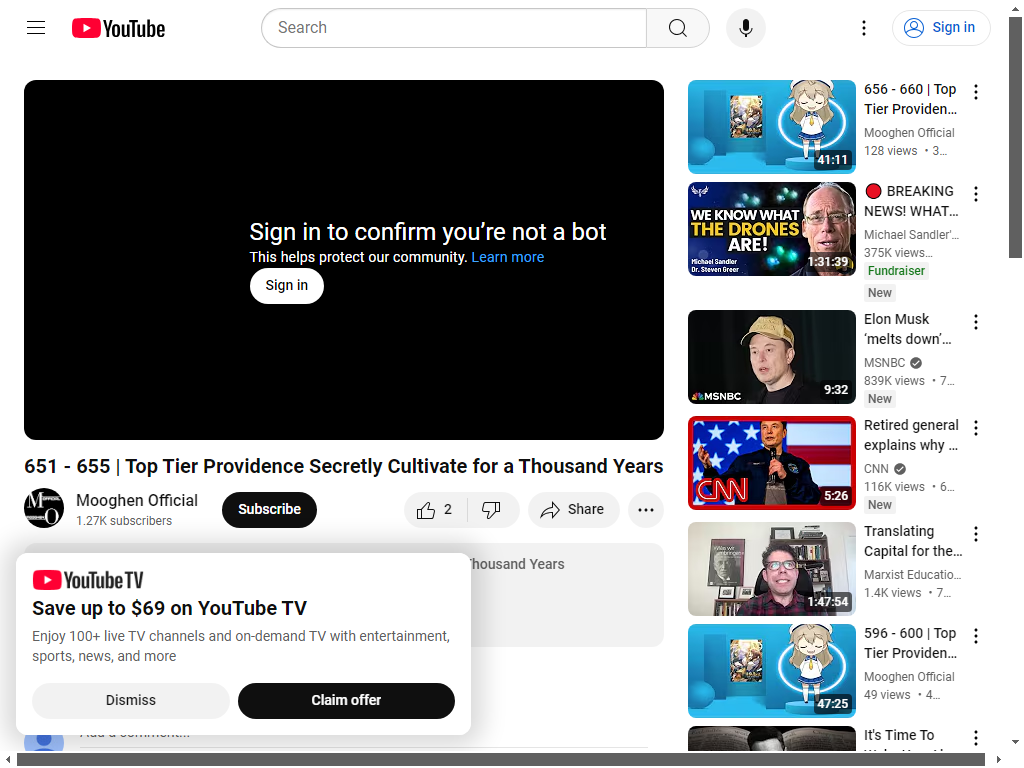 YouTube
Search
Sign in
Sign in to confirm you’re not a bot
This helps protect our community. Learn more
Sign in
651 - 655 | Top Tier Providence Secretly Cultivate for a Thousand Years
Mooghen Official
1.27K subscribers
Subscribe
2
Share
Thousand Years
YouTube TV
Save up to $69 on YouTube TV
Enjoy 100+ live TV channels and on-demand TV with entertainment,
sports, news, and more
Dismiss
Claim offer
Add a comment...
41:11
656 - 660 | Top
Tier Providen…
Mooghen Official
128 views • 3…
WE KNOW WHAT
THE DRONES
ARE!
Michael Sandler
Dr. Steven Greer
1:31:39
BREAKING
NEWS! WHAT…
Michael Sandler'…
375K views…
Fundraiser
New
MSNBC
9:32
Elon Musk
‘melts down’…
MSNBC
839K views • 7…
New
CNN
5:26
Retired general
explains why …
CNN
116K views • 6…
New
1:47:54
Translating
Capital for the…
Marxist Educatio…
1.4K views • 7…
47:25
596 - 600 | Top
Tier Providen…
Mooghen Official
49 views • 4…
It's Time To